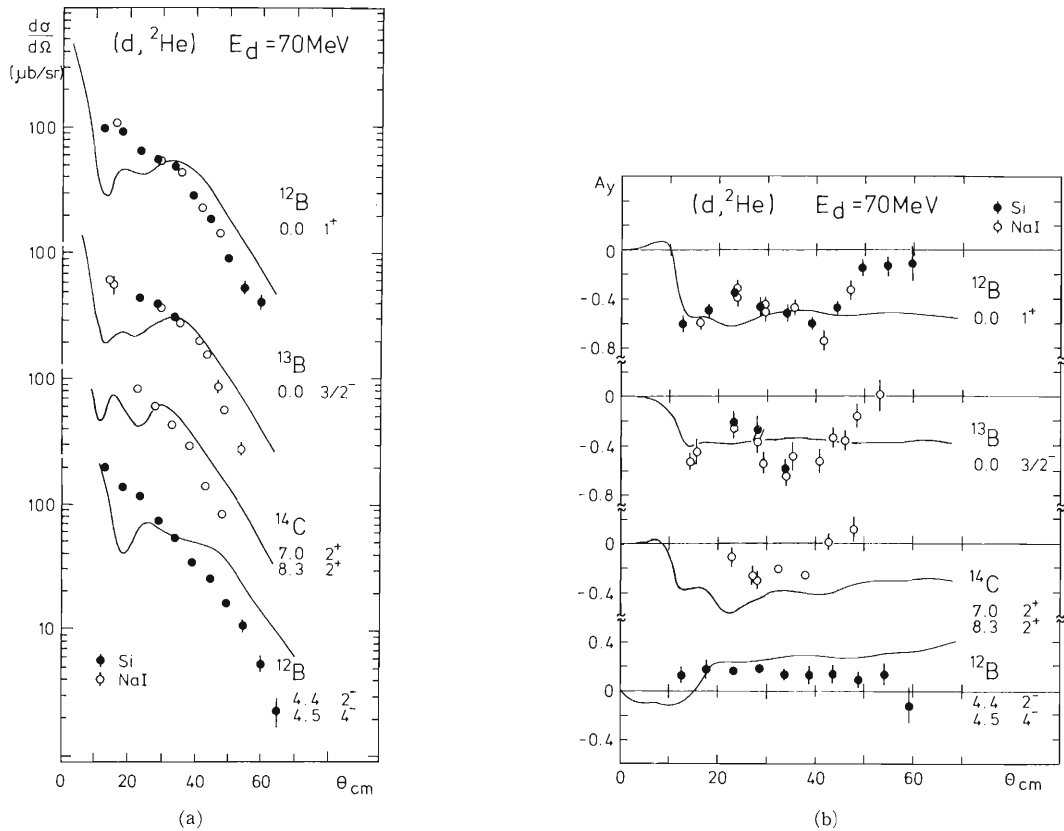 dσ
dΩ
(μb/sr)
(d, ²He) E_d = 70MeV
100
100
100
100
10
¹²B
0.0 1⁺
¹³B
0.0 3/2⁻
¹⁴C
7.0 2⁺
8.3 2⁺
¹²B
4.4 2⁻
4.5 4⁻
Si
NaI
0 20 40 60 θcm
(a)
A_y
(d, ²He) E_d = 70MeV
Si
NaI
0
-0.4
-0.8
¹²B
0.0 1⁺
0
-0.4
-0.8
¹³B
0.0 3/2⁻
0
-0.4
¹⁴C
7.0 2⁺
8.3 2⁺
0.4
0
-0.4
¹²B
4.4 2⁻
4.5 4⁻
0 20 40 60 θcm
(b)